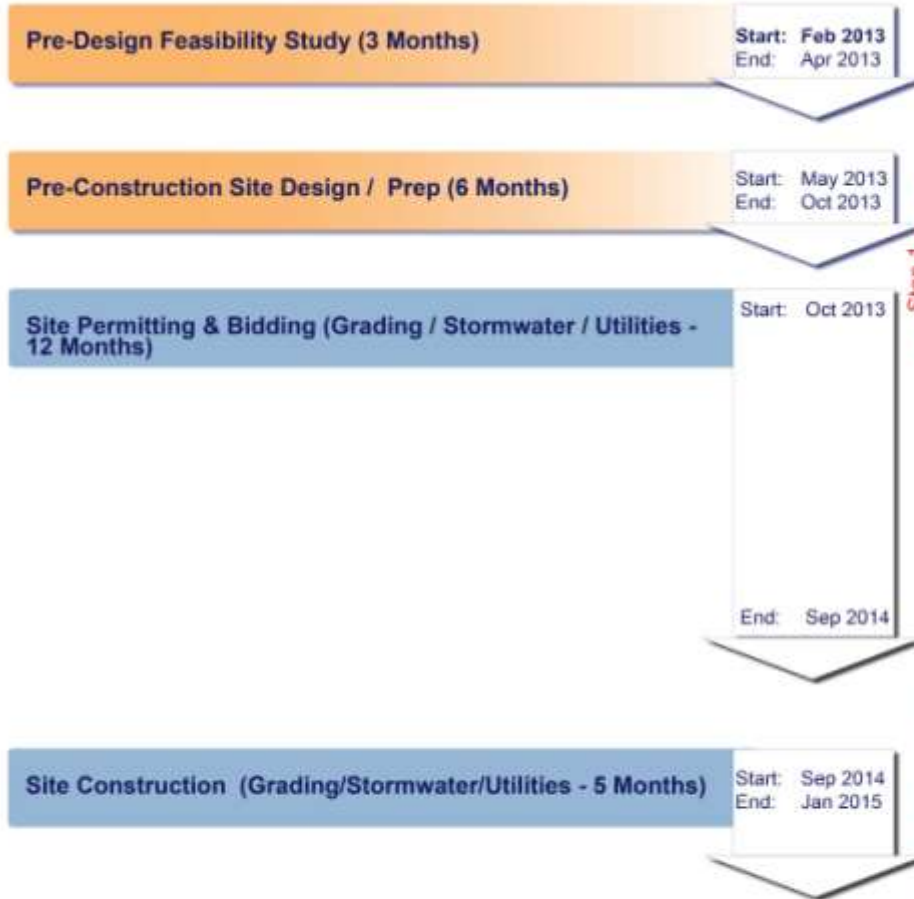 Pre-Design Feasibility Study (3 Months)
Start: Feb 2013
End: Apr 2013
Pre-Construction Site Design / Prep (6 Months)
Start: May 2013
End: Oct 2013
Site Permitting & Bidding (Grading / Stormwater / Utilities -
12 Months)
Start: Oct 2013
End: Sep 2014
Site Construction (Grading/Stormwater/Utilities - 5 Months)
Start: Sep 2014
End: Jan 2015